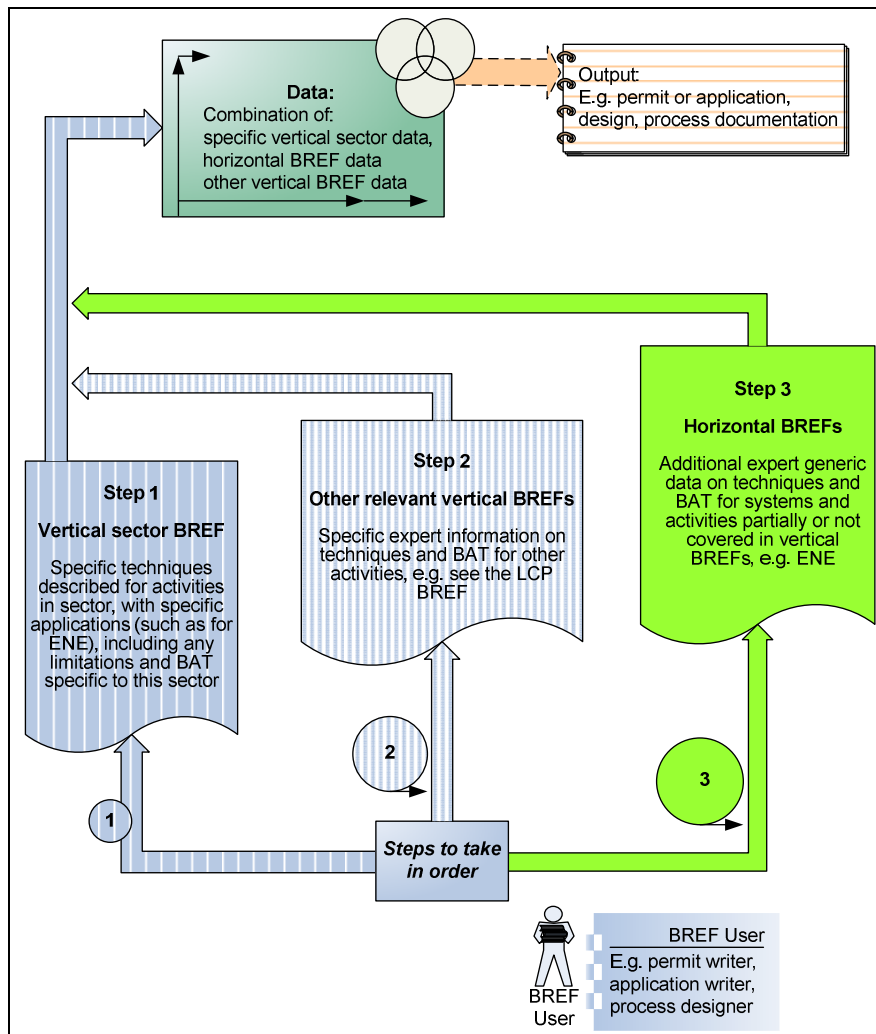 Data:
Combination of:
specific vertical sector data,
horizontal BREF data
other vertical BREF data
Output:
E.g. permit or application,
design, process documentation
Step 3
Horizontal BREFs
Additional expert generic
data on techniques and
BAT for systems and
activities partially or not
covered in vertical
BREFs, e.g. ENE
Step 2
Other relevant vertical BREFs
Specific expert information on
techniques and BAT for other
activities, e.g. see the LCP
BREF
Step 1
Vertical sector BREF
Specific techniques
described for activities
in sector, with specific
applications (such as for
ENE), including any
limitations and BAT
specific to this sector
1
2
3
Steps to take
in order
BREF
User
BREF User
E.g. permit writer,
application writer,
process designer